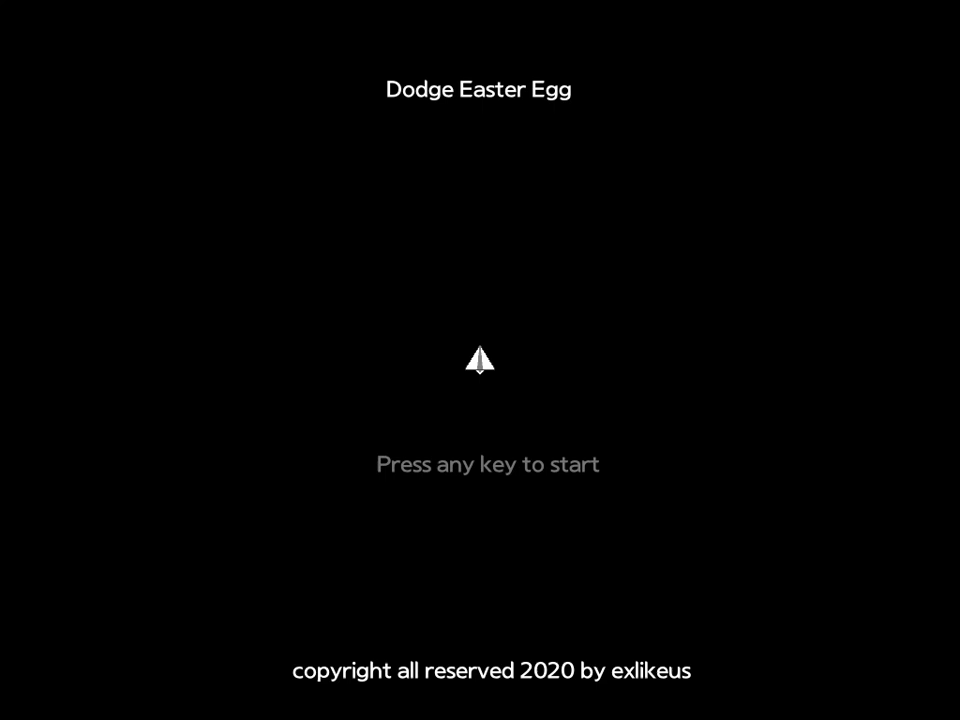 Dodge Easter Egg
Press any key to start
copyright all reserved 2020 by exlikeus